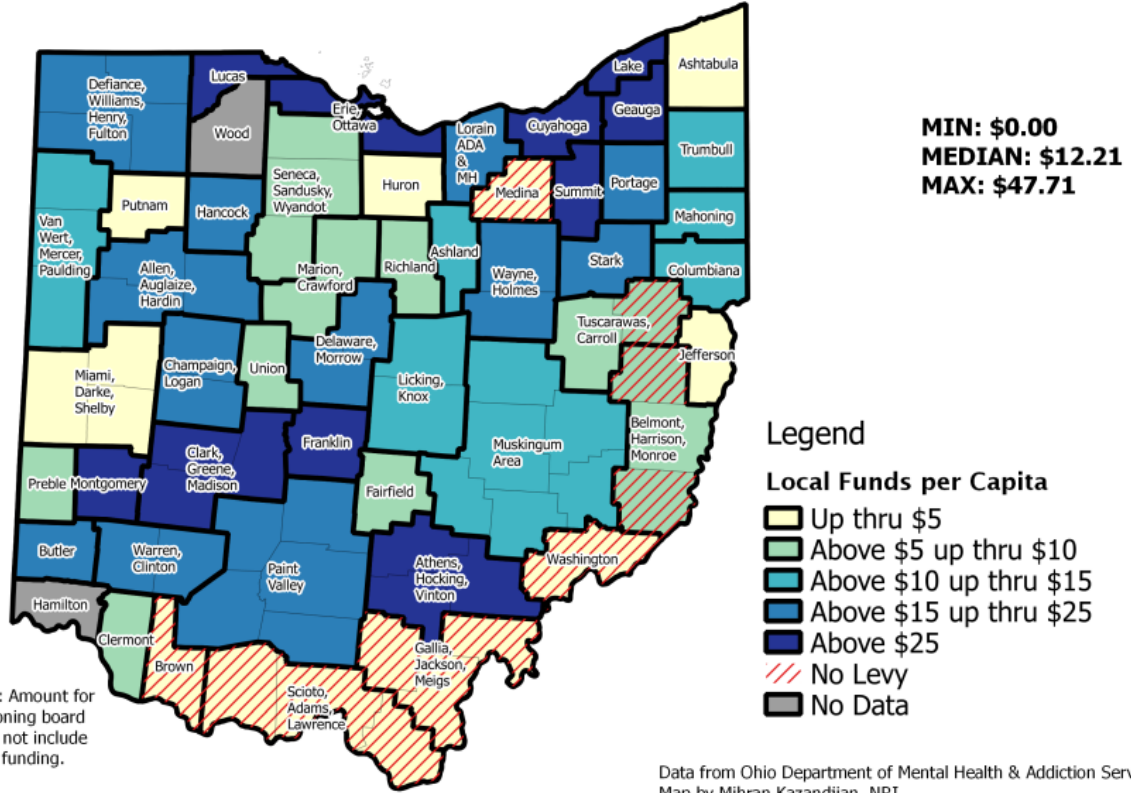 Lake
Ashtabula
Lucas
Defiance,
Williams,
Henry,
Fulton
Geauga
Erie,
Ottawa
Wood
Lorain
ADA
&
MH
Cuyahoga
Trumbull
MIN: $0.00
MEDIAN: $12.21
MAX: $47.71
Seneca,
Sandusky,
Wyandot
Huron
Medina
Summit
Portage
Putnam
Hancock
Mahoning
Van
Wert,
Mercer,
Paulding
Allen,
Auglaize,
Hardin
Marion,
Crawford
Richland
Ashland
Wayne,
Holmes
Stark
Columbiana
Tuscarawas,
Carroll
Jefferson
Delaware,
Morrow
Champaign,
Logan
Union
Miami,
Darke,
Shelby
Licking,
Knox
Belmont,
Harrison,
Monroe
Muskingum
Area
Franklin
Clark,
Greene,
Madison
Preble
Montgomery
Fairfield
Butler
Warren,
Clinton
Paint
Valley
Athens,
Hocking,
Vinton
Washington
Hamilton
Clermont
Brown
Gallia,
Jackson,
Meigs
Scioto,
Adams,
Lawrence
Legend
Local Funds per Capita
Up thru $5
Above $5 up thru $10
Above $10 up thru $15
Above $15 up thru $25
Above $25
No Levy
No Data
: Amount for
oning board
not include
funding.
Data from Ohio Department of Mental Health & Addiction Serv
Map by Mihran Kazandjian, NRI